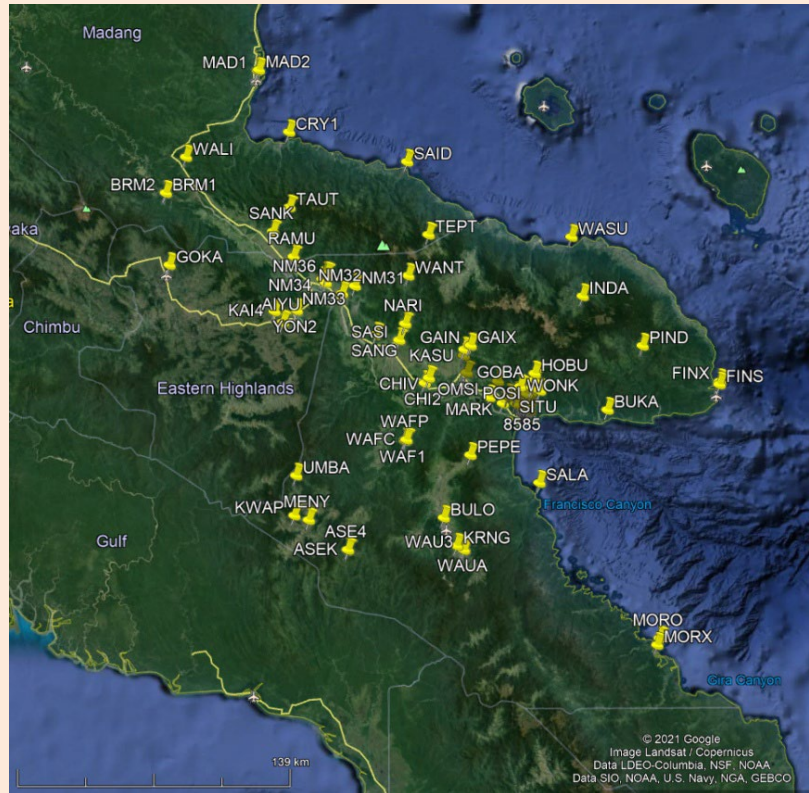 Madang
MAD1
MAD2
CRY1
WALI
SAID
BRM2
BRM1
TAUT
SANK
TEPT
WASU
yaka
RAMU
GOKA
NM36
WANT
NM32
NM31
NM34
INDA
AIYU
NM33
KAI4
NARI
Chimbu
YON2
SASI
GAIN
GAIX
PIND
SANG
KASU
GOBA
HOBU
Eastern Highlands
CHIV
OMSI
POSI
WONK
FINX
FINS
CHI2
MARK
SITU
BUKA
WAFP
8585
WAFC
WAF1
PEPE
UMBA
SALA
Francisco Canyon
KWAP
MENY
BULO
Gulf
ASE4
WAU3
KRNG
ASEK
WAUA
MORO
MORX
Gira Canyon
© 2021 Google
139 km
Image Landsat / Copernicus
Data LDEO-Columbia, NSF, NOAA
Data SIO, NOAA, U.S. Navy, NGA, GEBCO